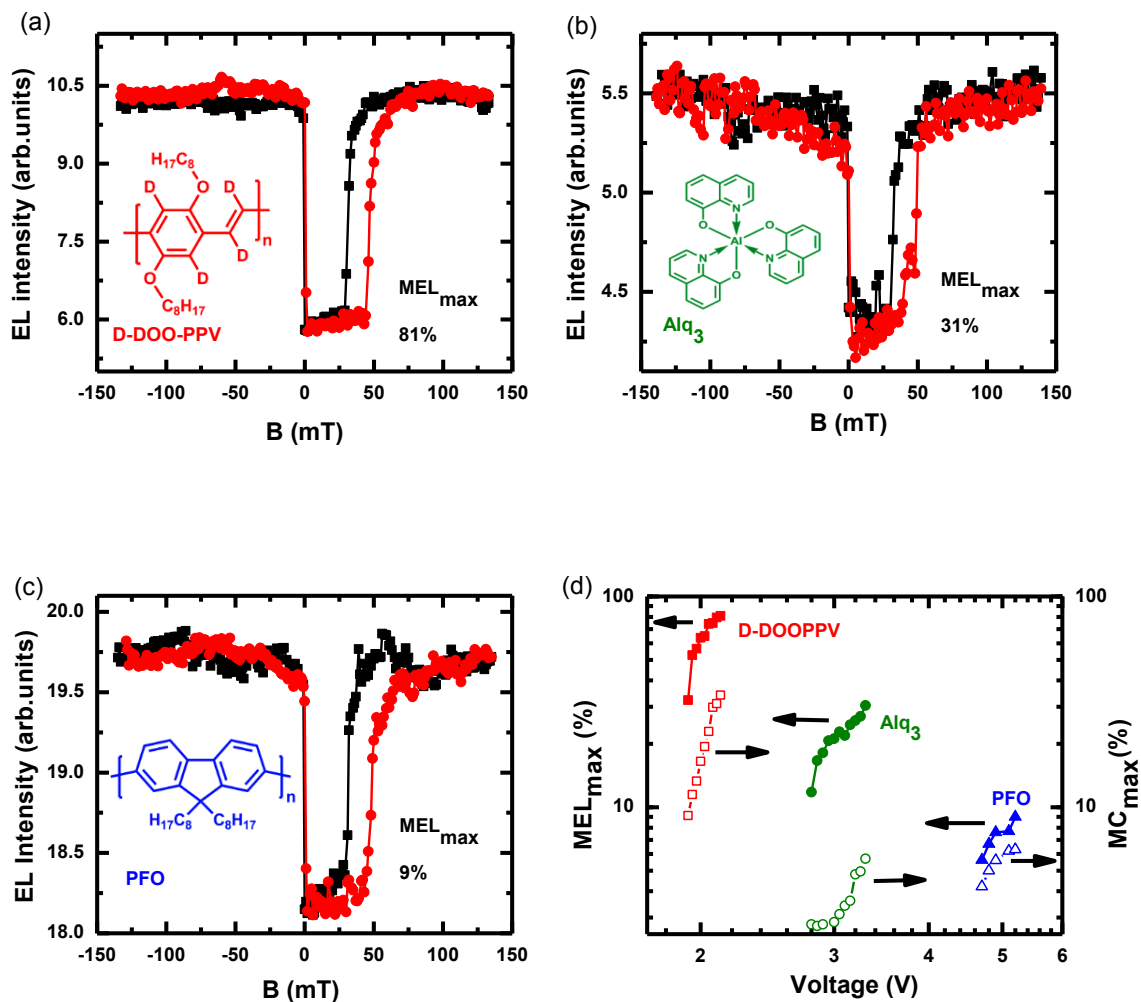 (a)
EL intensity (arb.units)
10.5
9.0
7.5
6.0
-150 -100 -50 0 50 100 150
B (mT)
H17C8
O
D
D
n
D
D
O
C8H17
D-DOO-PPV
MELmax
81%
(b)
EL intensity (arb.units)
5.5
5.0
4.5
-150 -100 -50 0 50 100 150
B (mT)
N
O
O
Al
N
N
O
Alq3
MELmax
31%
(c)
EL Intensity (arb.units)
20.0
19.5
19.0
18.5
18.0
-150 -100 -50 0 50 100 150
B (mT)
n
H17C8 C8H17
PFO
MELmax
9%
(d)
MELmax (%)
100
10
D-DOOPPV
Alq3
PFO
100
10
MCmax (%)
2 3 4 5 6
Voltage (V)